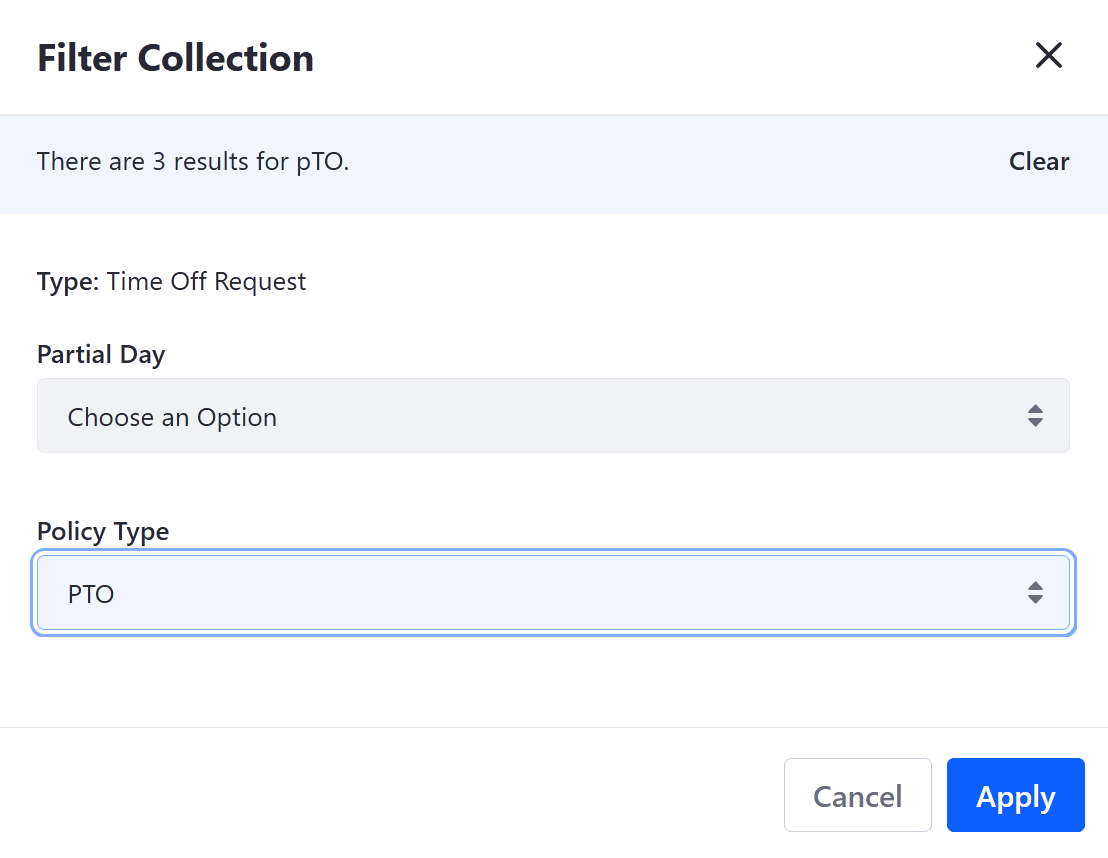 Filter Collection
There are 3 results for pTO.
Clear
Type: Time Off Request
Partial Day
Choose an Option
Policy Type
PTO
Cancel
Apply